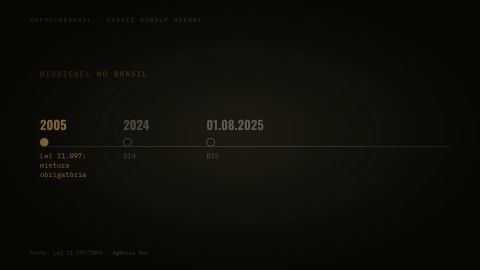 POPDOCSBRASIL · DOSSIÊ RUDOLF DIESEL
BIODIESEL NO BRASIL
2005
2024
01.08.2025
Lei 11.097:
mistura
obrigatória
B14
B15
Fonte: Lei 11.097/2005 · Agência Gov